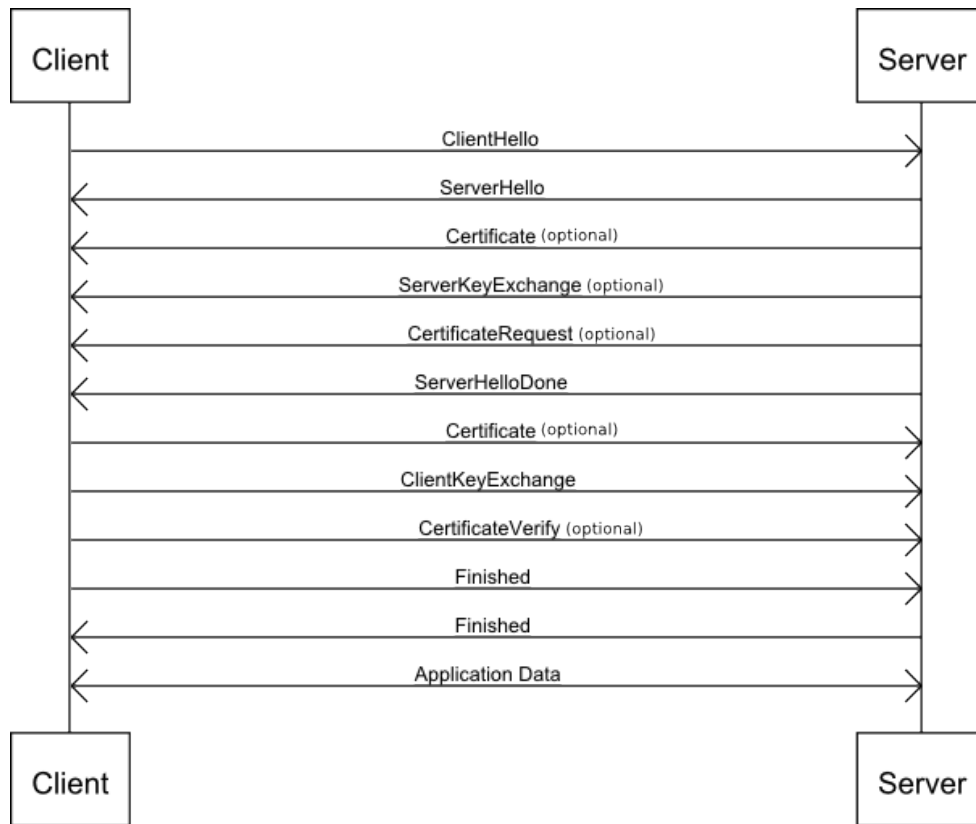 Client Server
ClientHello
ServerHello
Certificate (optional)
ServerKeyExchange (optional)
CertificateRequest (optional)
ServerHelloDone
Certificate (optional)
ClientKeyExchange
CertificateVerify (optional)
Finished
Finished
Application Data
Client Server